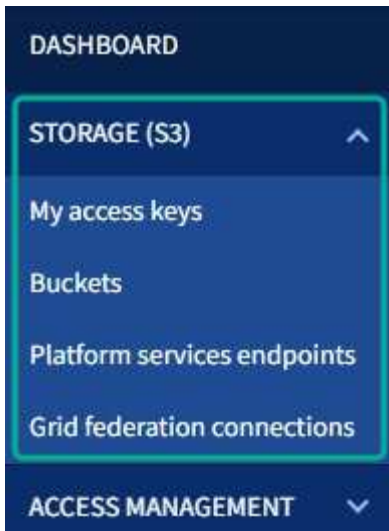 DASHBOARD
STORAGE (S3)
My access keys
Buckets
Platform services endpoints
Grid federation connections
ACCESS MANAGEMENT